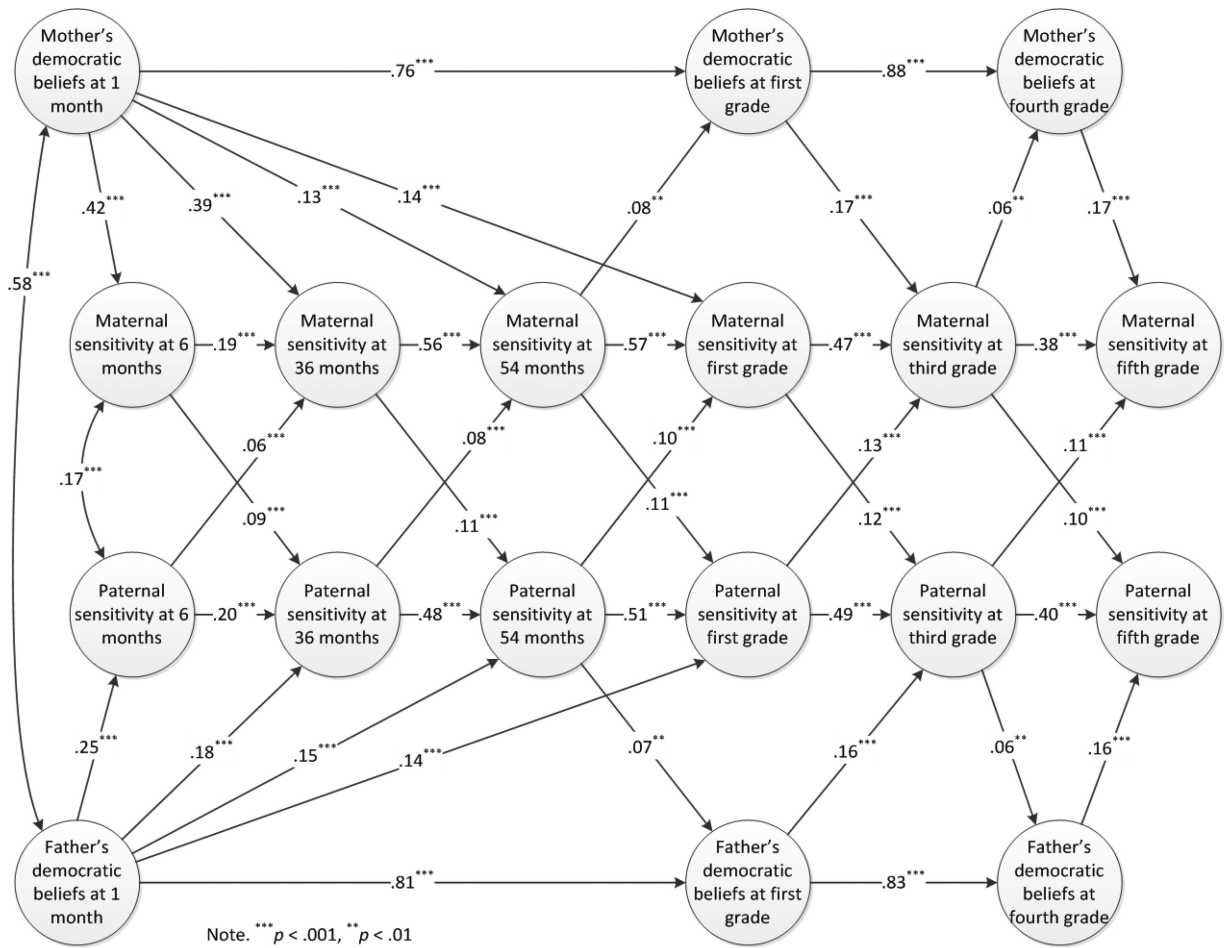 Mother’s
democratic
beliefs at 1
month
Mother’s
democratic
beliefs at first
grade
Mother’s
democratic
beliefs at
fourth grade
.76***
.88***
.42***
.39***
.13***
.14***
.08**
.17***
.06**
.17***
.58***
Maternal
sensitivity at 6
months
.19***
Maternal
sensitivity at
36 months
.56***
Maternal
sensitivity at
54 months
.57***
Maternal
sensitivity at
first grade
.47***
Maternal
sensitivity at
third grade
.38***
Maternal
sensitivity at
fifth grade
.17***
.06***
.09***
.08***
.11***
.10***
.11***
.13***
.12***
.11***
.10***
Paternal
sensitivity at 6
months
.20***
Paternal
sensitivity at
36 months
.48***
Paternal
sensitivity at
54 months
.51***
Paternal
sensitivity at
first grade
.49***
Paternal
sensitivity at
third grade
.40***
Paternal
sensitivity at
fifth grade
.25***
.18***
.15***
.14***
.07**
.16***
.06**
.16***
Father’s
democratic
beliefs at 1
month
.81***
Father’s
democratic
beliefs at first
grade
.83***
Father’s
democratic
beliefs at
fourth grade
Note. ***p < .001, **p < .01